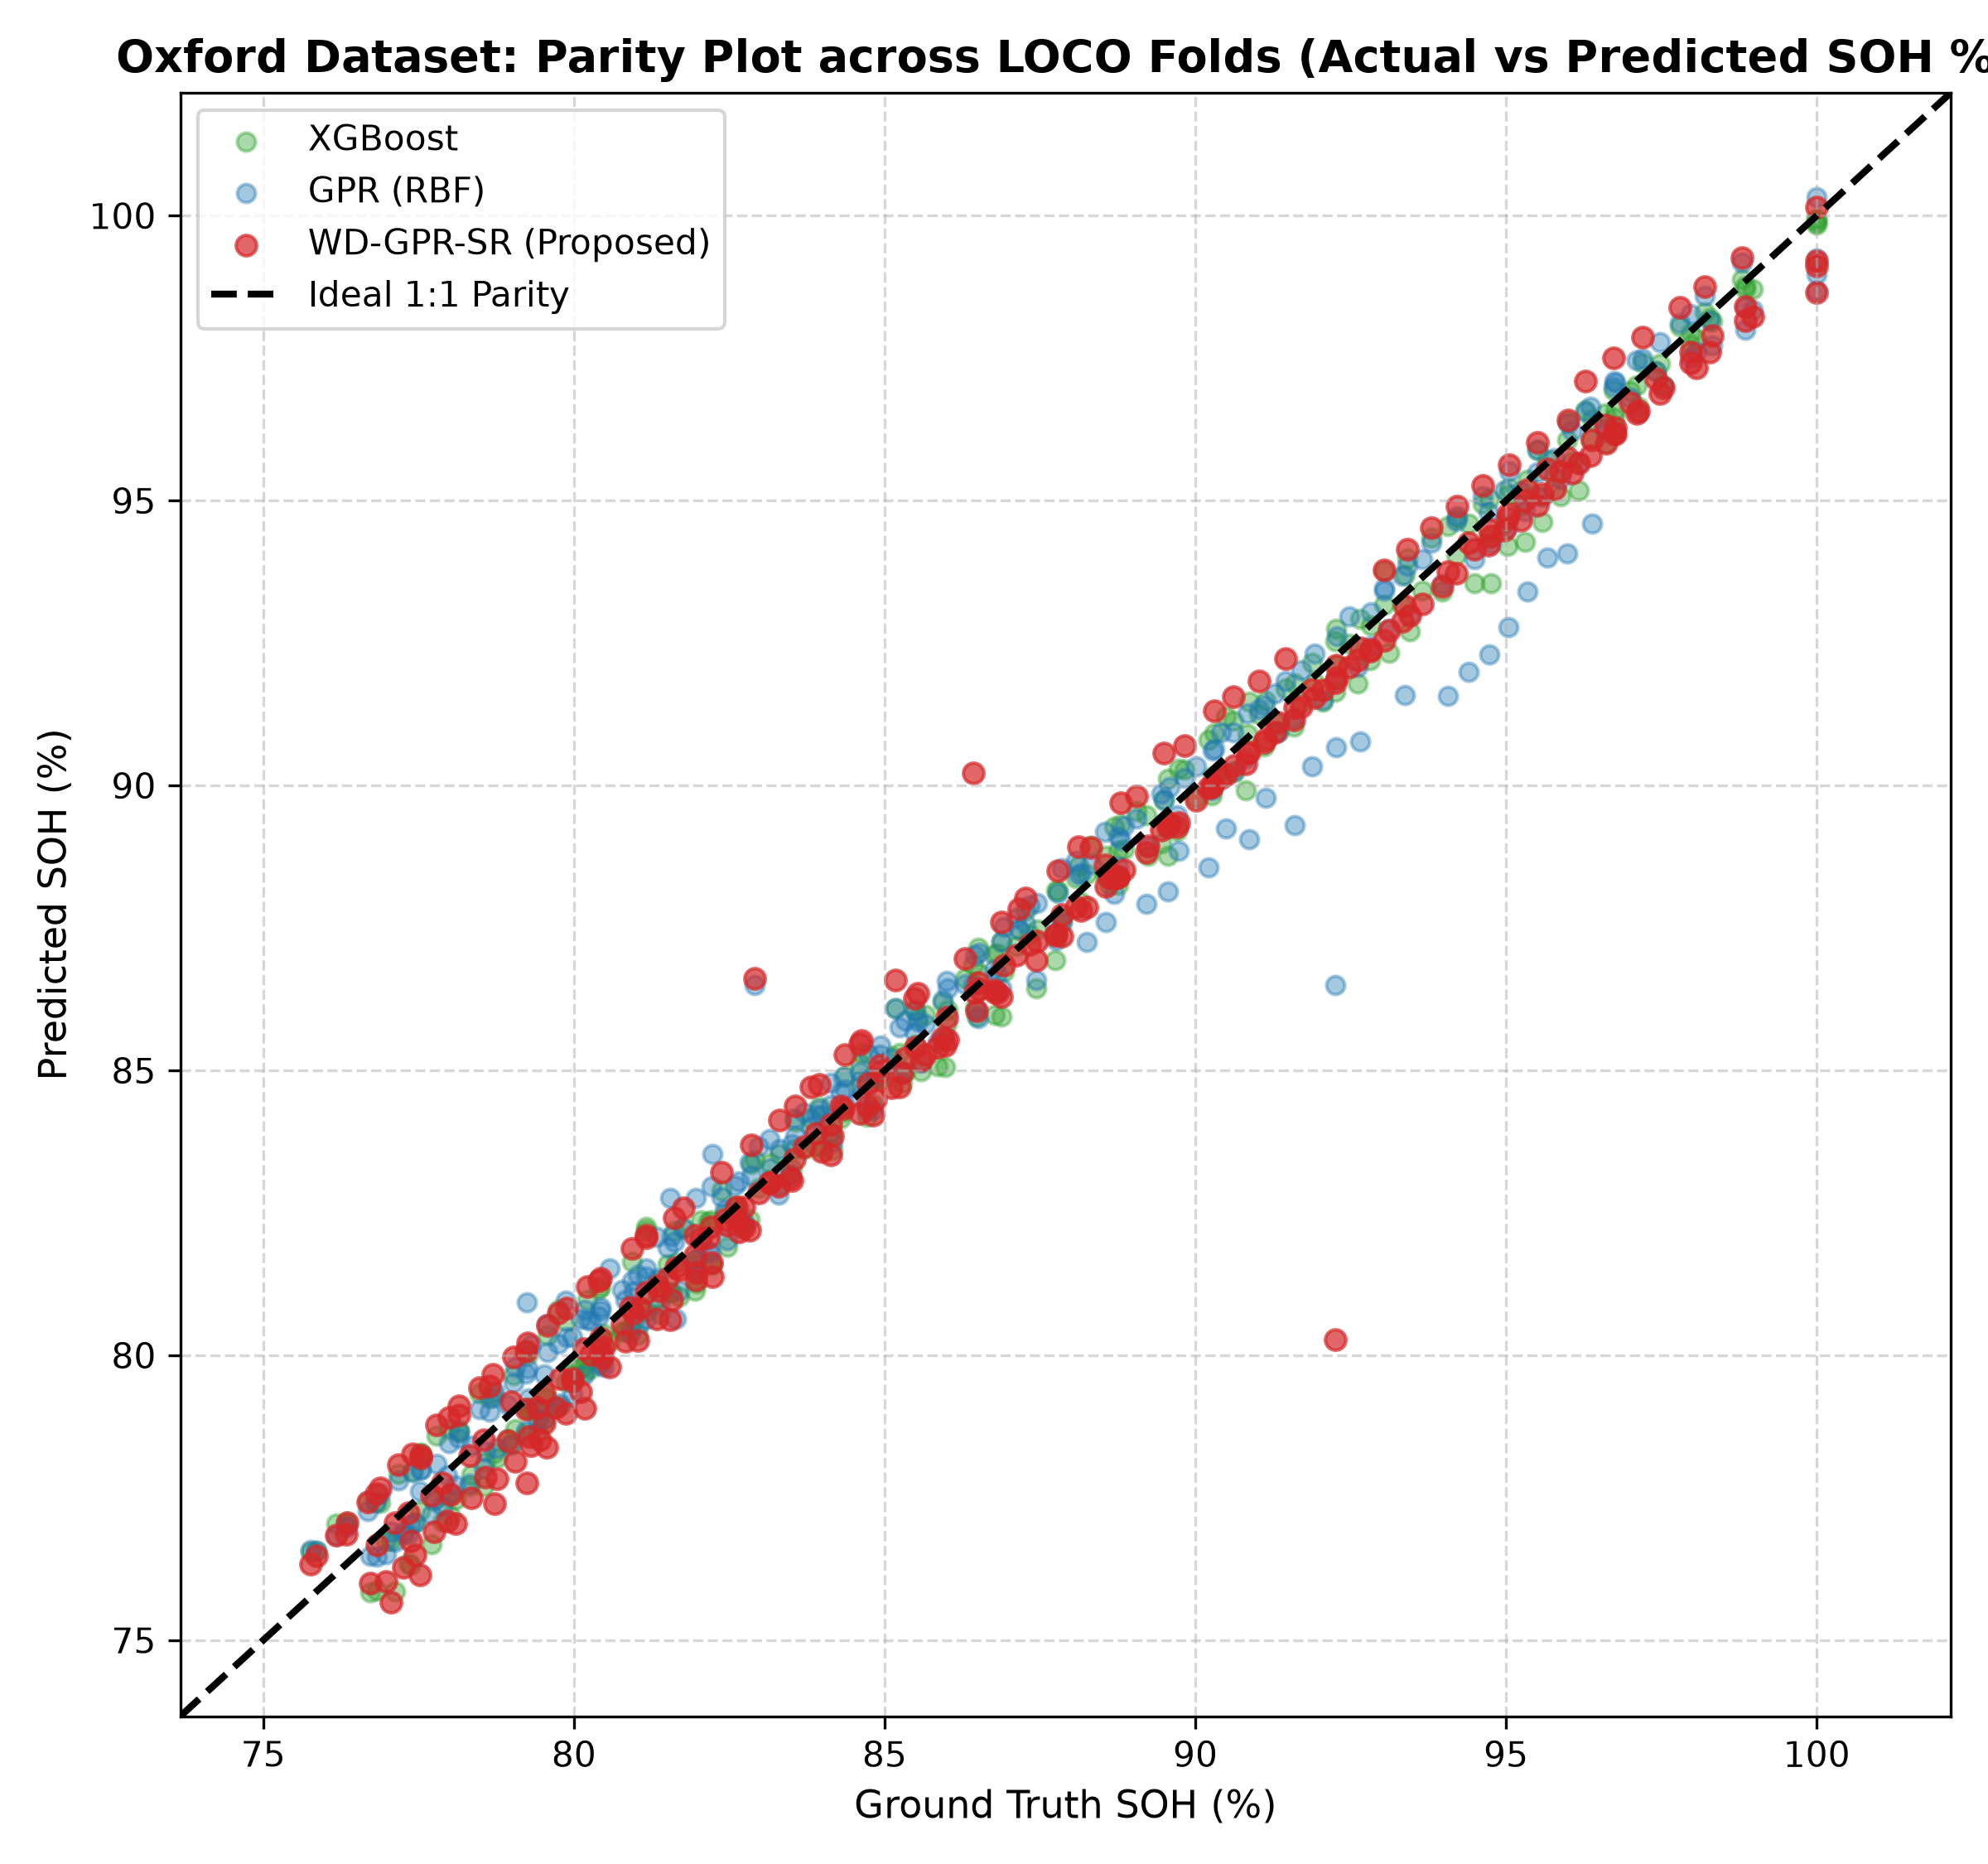 Oxford Dataset: Parity Plot across LOCO Folds (Actual vs Predicted SOH %
XGBoost
GPR (RBF)
WD-GPR-SR (Proposed)
Ideal 1:1 Parity
100
95
90
85
80
75
Predicted SOH (%)
75 80 85 90 95 100
Ground Truth SOH (%)